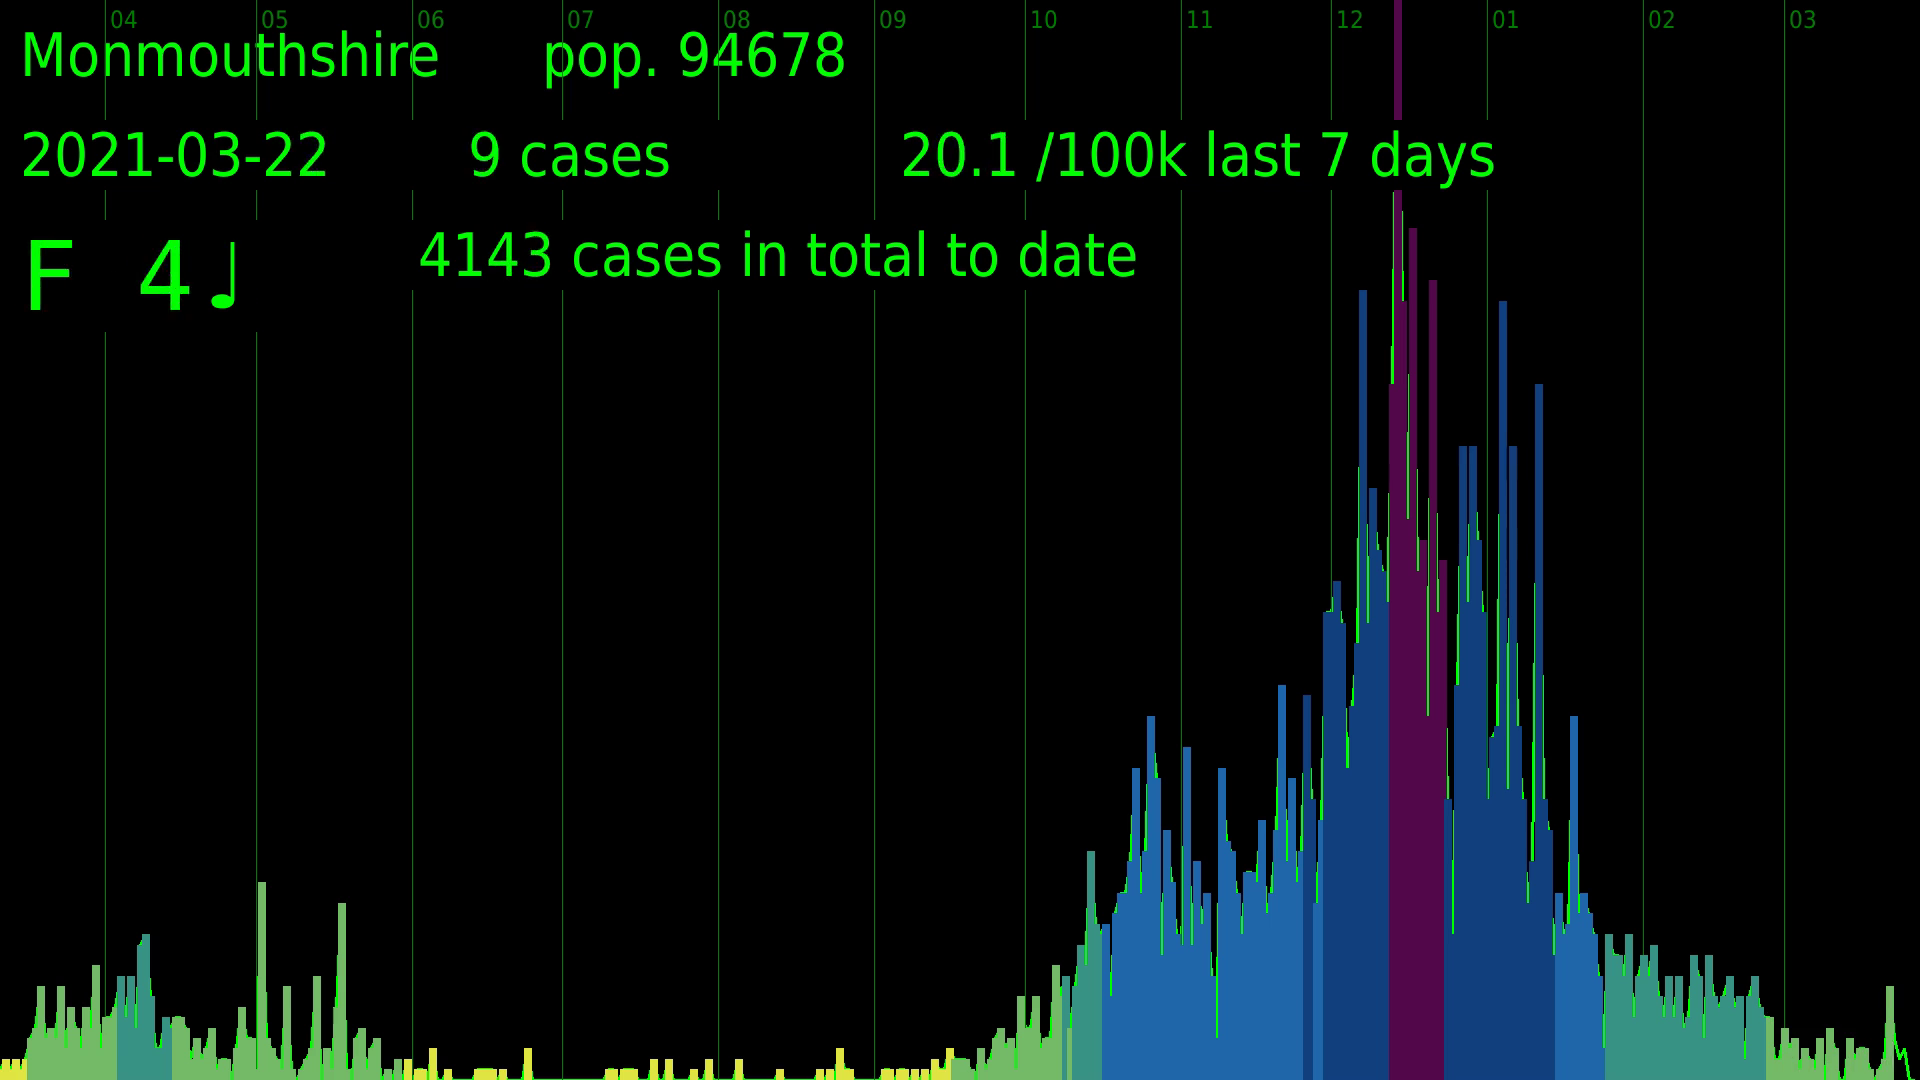 04 05 06 07 08 09 10 11 12 01 02 03
Monmouthshire pop. 94678
2021-03-22 9 cases 20.1 /100k last 7 days
F 4♩ 4143 cases in total to date